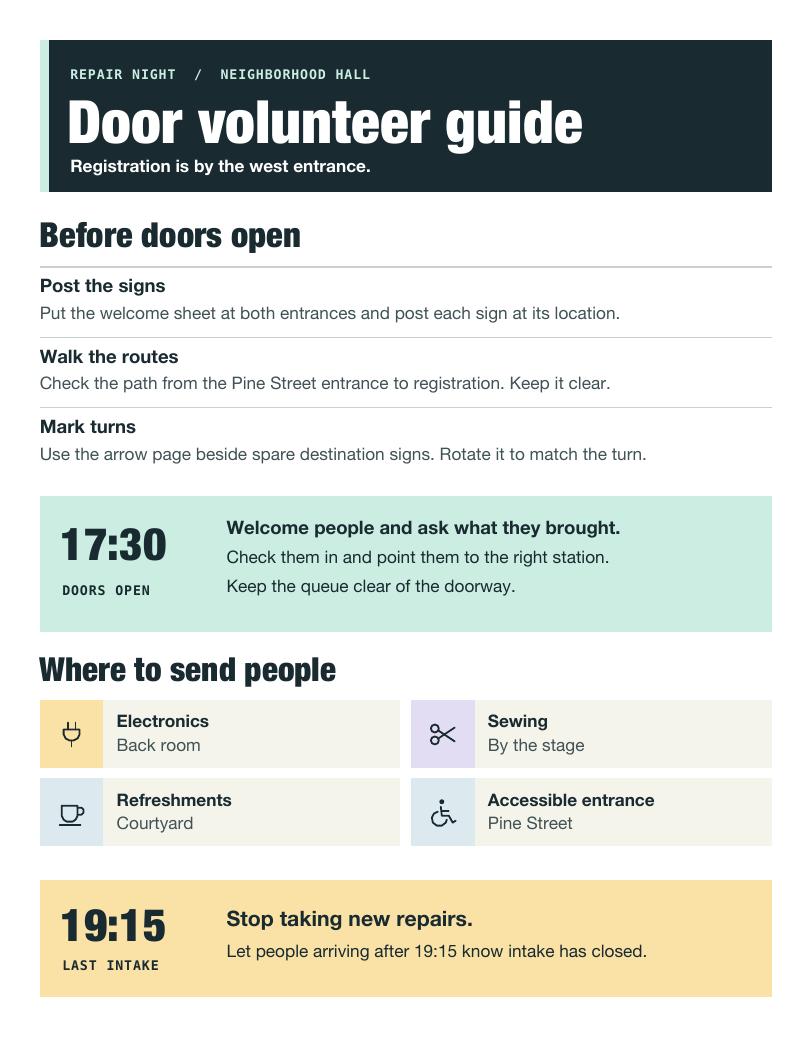 REPAIR NIGHT / NEIGHBORHOOD HALL
Door volunteer guide
Registration is by the west entrance.
Before doors open
Post the signs
Put the welcome sheet at both entrances and post each sign at its location.
Walk the routes
Check the path from the Pine Street entrance to registration. Keep it clear.
Mark turns
Use the arrow page beside spare destination signs. Rotate it to match the turn.
17:30
DOORS OPEN
Welcome people and ask what they brought.
Check them in and point them to the right station.
Keep the queue clear of the doorway.
Where to send people
Electronics
Back room
Sewing
By the stage
Refreshments
Courtyard
Accessible entrance
Pine Street
19:15
LAST INTAKE
Stop taking new repairs.
Let people arriving after 19:15 know intake has closed.